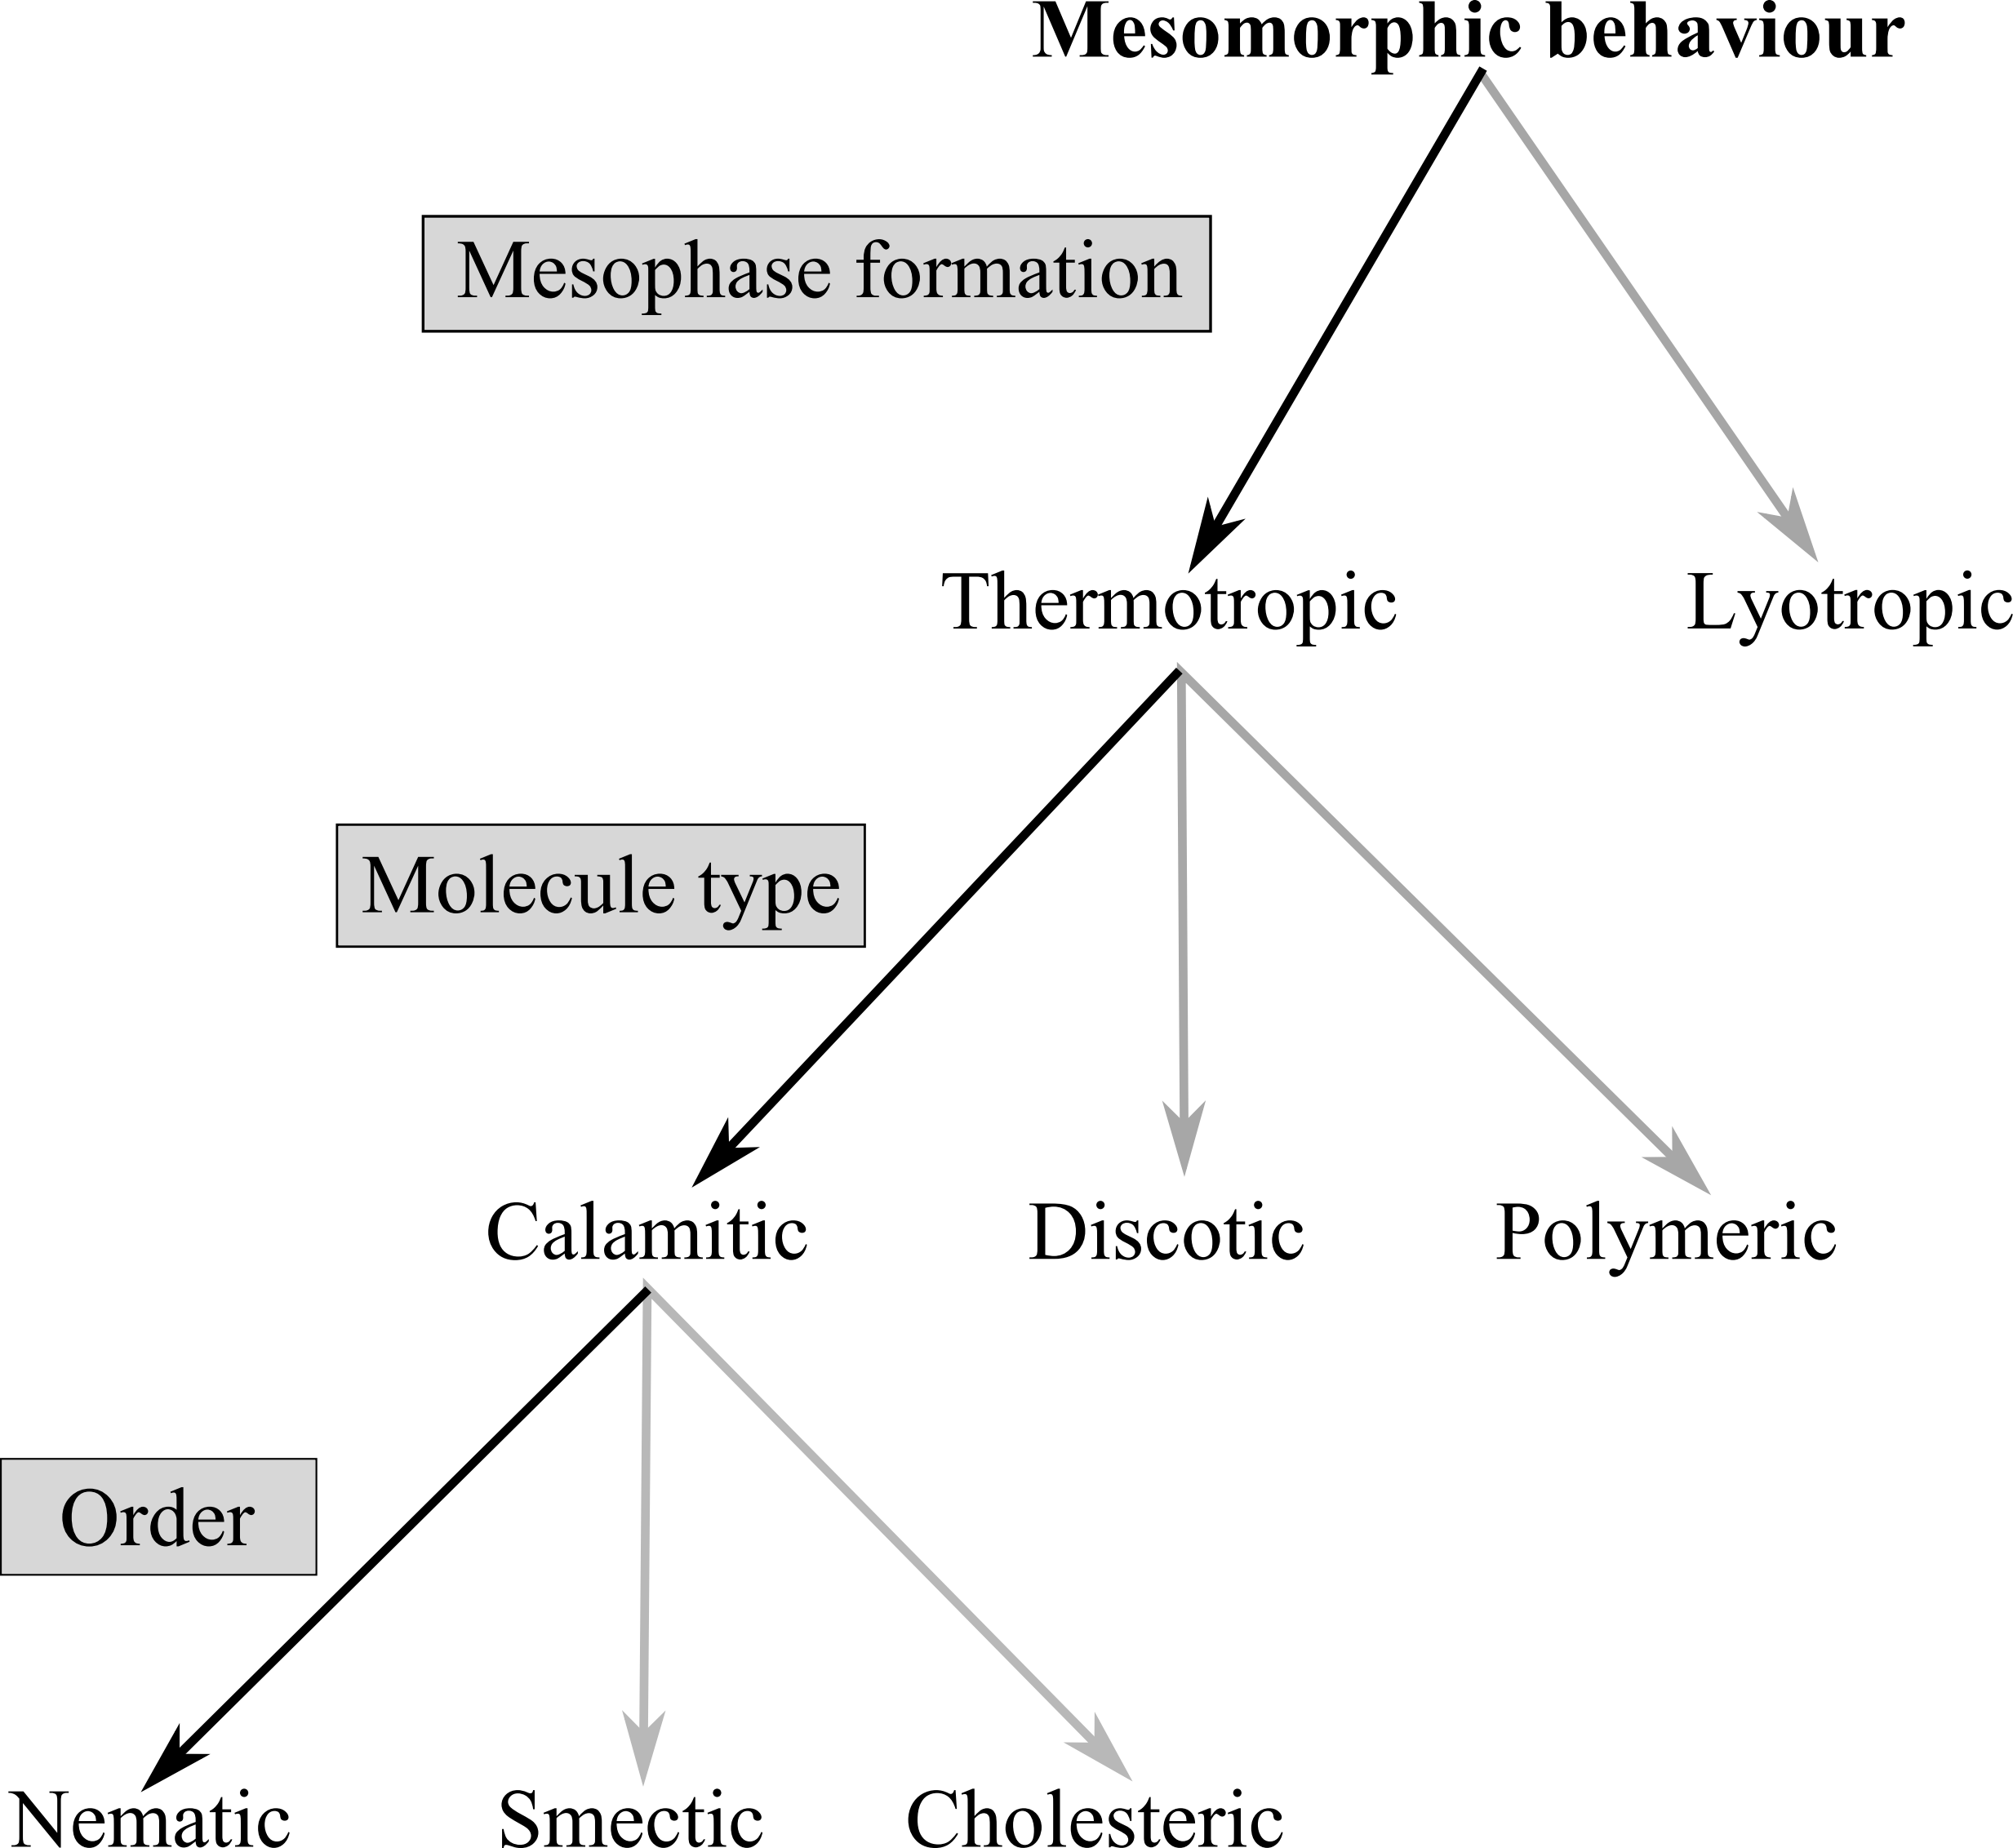 Mesomorphic behaviour
Mesophase formation
Thermotropic
Lyotropic
Molecule type
Calamitic
Discotic
Polymeric
Order
Nematic
Smectic
Cholesteric